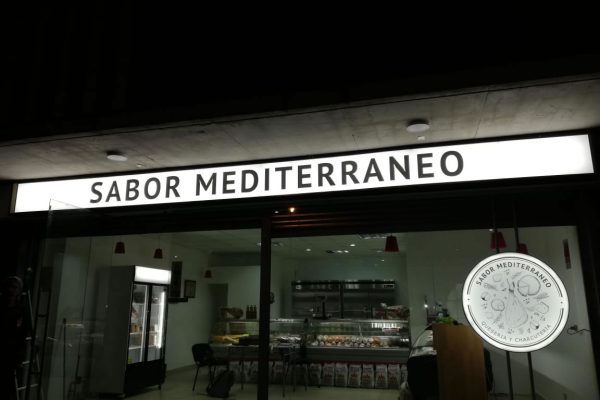 SABOR MEDITERRANEO
SABOR MEDITERRANEO
QUESERÍA Y CHARCUTERÍA